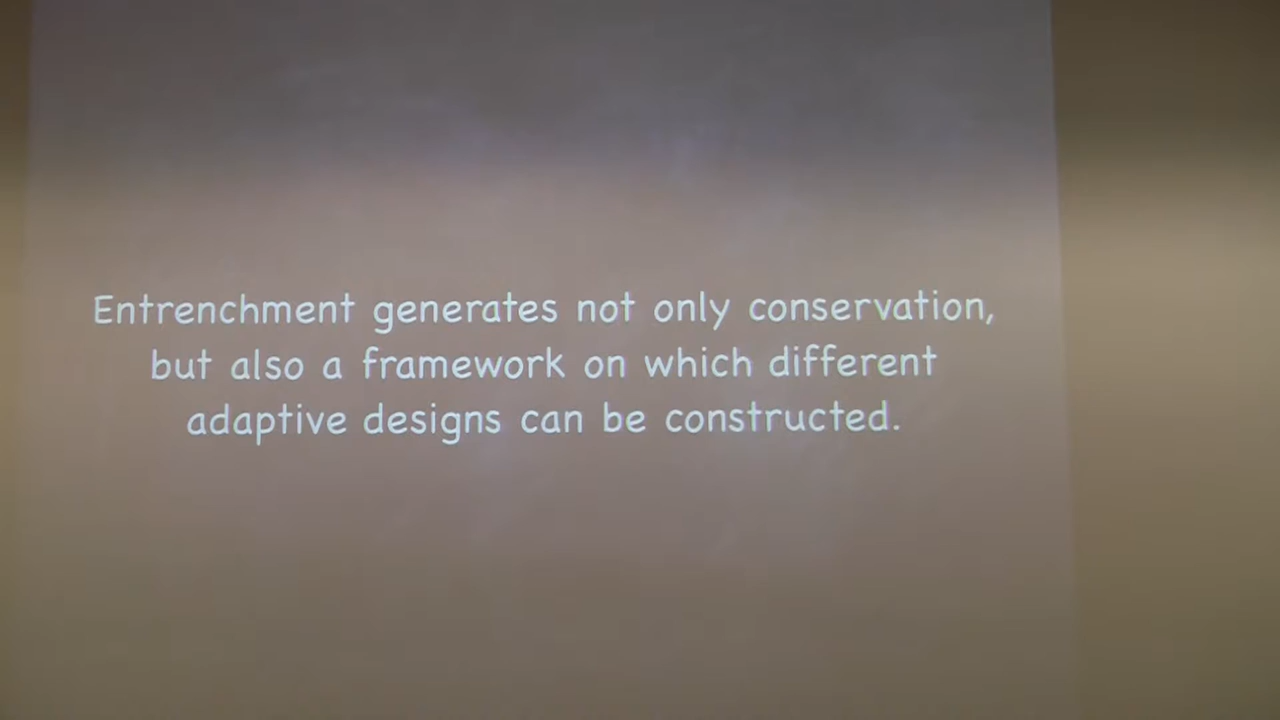 Entrenchment generates not only conservation,
but also a framework on which different
adaptive designs can be constructed.